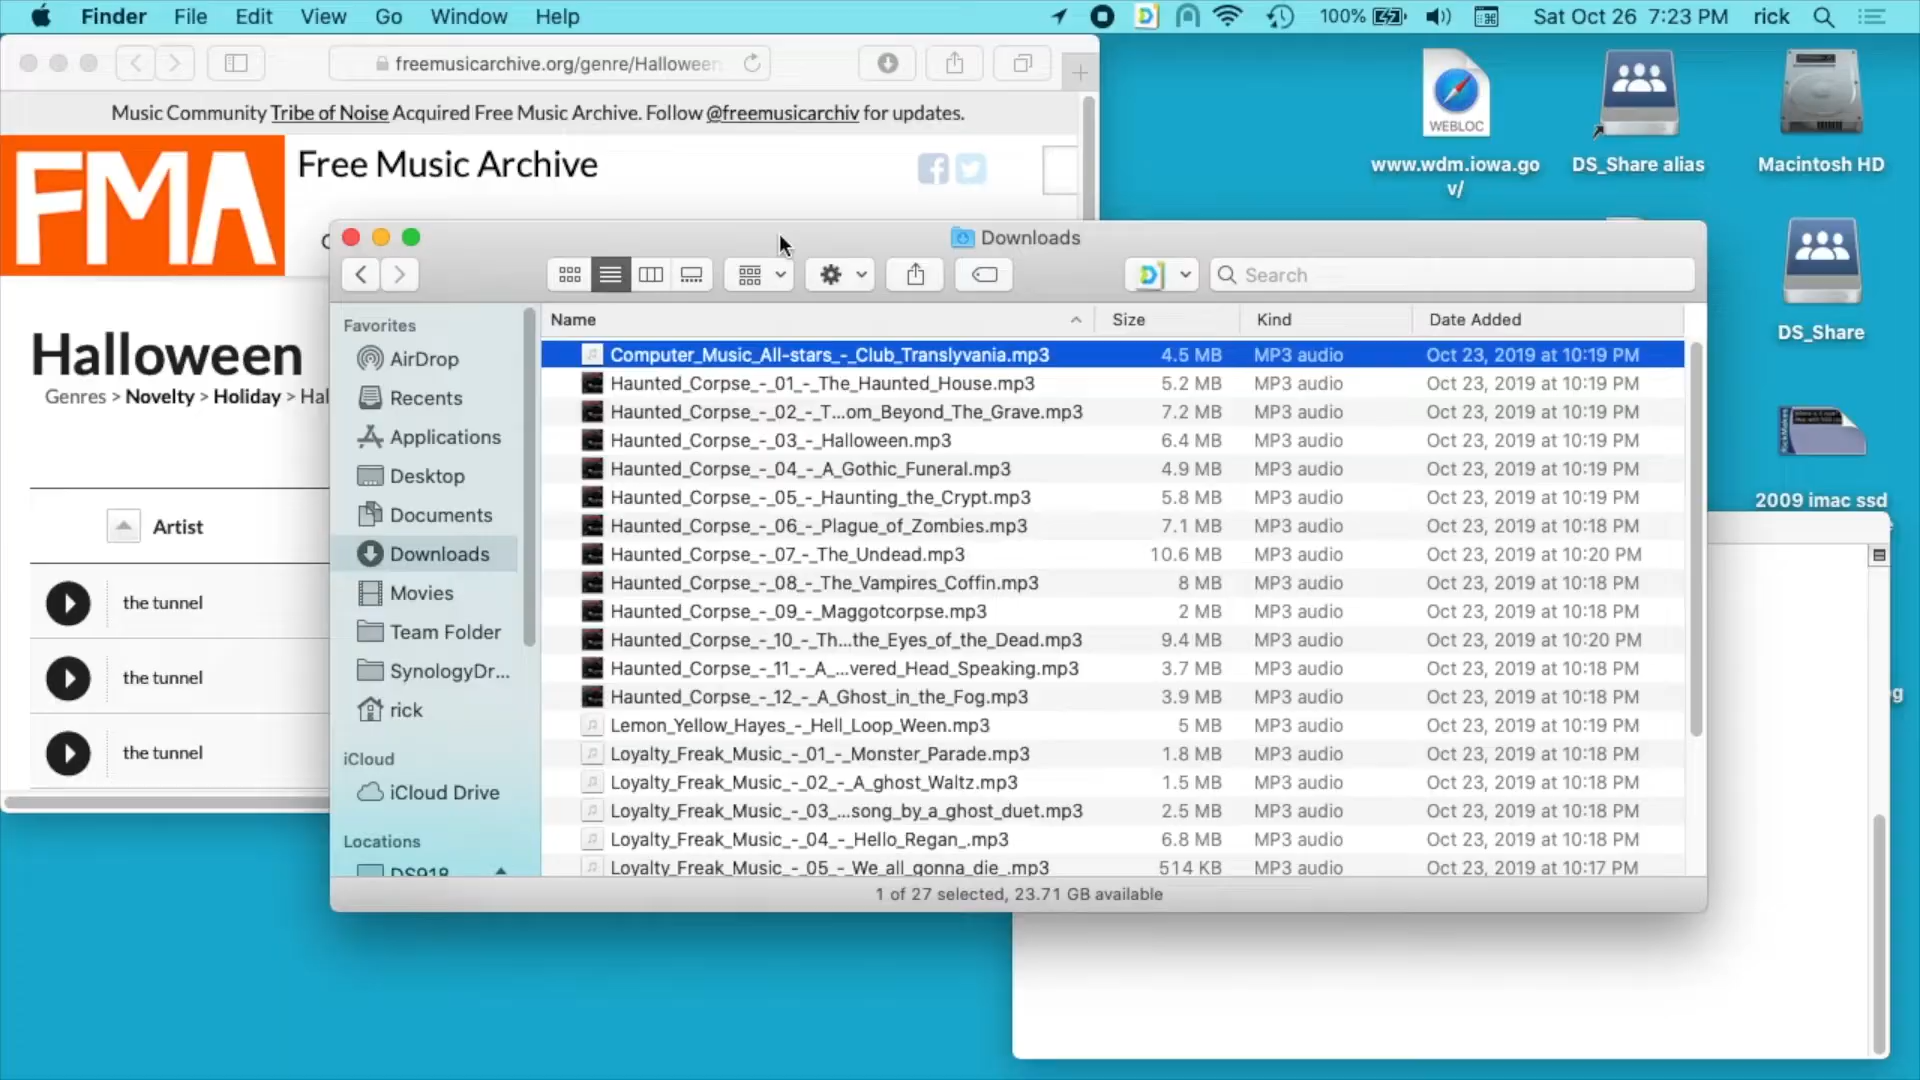 Finder File Edit View Go Window Help 100% Sat Oct 26 7:23 PM rick
freemusicarchive.org/genre/Halloween
Music Community Tribe of Noise Acquired Free Music Archive. Follow @freemusicarchiv for updates.
FMA
Free Music Archive
Halloween
Genres > Novelty > Holiday > Hal
Artist
the tunnel
the tunnel
the tunnel
WEBLOC
www.wdm.iowa.go
v/
DS_Share alias
Macintosh HD
DS_Share
2009 imac ssd
Downloads
Search
Favorites
AirDrop
Recents
Applications
Desktop
Documents
Downloads
Movies
Team Folder
SynologyDr...
rick
iCloud
iCloud Drive
Locations
DS918
Name Size Kind Date Added
Computer_Music_All-stars_-_Club_Translyvania.mp3 4.5 MB MP3 audio Oct 23, 2019 at 10:19 PM
Haunted_Corpse_-_01_-_The_Haunted_House.mp3 5.2 MB MP3 audio Oct 23, 2019 at 10:19 PM
Haunted_Corpse_-_02_-_T...om_Beyond_The_Grave.mp3 7.2 MB MP3 audio Oct 23, 2019 at 10:19 PM
Haunted_Corpse_-_03_-_Halloween.mp3 6.4 MB MP3 audio Oct 23, 2019 at 10:19 PM
Haunted_Corpse_-_04_-_A_Gothic_Funeral.mp3 4.9 MB MP3 audio Oct 23, 2019 at 10:19 PM
Haunted_Corpse_-_05_-_Haunting_the_Crypt.mp3 5.8 MB MP3 audio Oct 23, 2019 at 10:19 PM
Haunted_Corpse_-_06_-_Plague_of_Zombies.mp3 7.1 MB MP3 audio Oct 23, 2019 at 10:18 PM
Haunted_Corpse_-_07_-_The_Undead.mp3 10.6 MB MP3 audio Oct 23, 2019 at 10:20 PM
Haunted_Corpse_-_08_-_The_Vampires_Coffin.mp3 8 MB MP3 audio Oct 23, 2019 at 10:18 PM
Haunted_Corpse_-_09_-_Maggotcorpse.mp3 2 MB MP3 audio Oct 23, 2019 at 10:18 PM
Haunted_Corpse_-_10_-_Th...the_Eyes_of_the_Dead.mp3 9.4 MB MP3 audio Oct 23, 2019 at 10:20 PM
Haunted_Corpse_-_11_-_A_...vered_Head_Speaking.mp3 3.7 MB MP3 audio Oct 23, 2019 at 10:18 PM
Haunted_Corpse_-_12_-_A_Ghost_in_the_Fog.mp3 3.9 MB MP3 audio Oct 23, 2019 at 10:18 PM
Lemon_Yellow_Hayes_-_Hell_Loop_Ween.mp3 5 MB MP3 audio Oct 23, 2019 at 10:19 PM
Loyalty_Freak_Music_-_01_-_Monster_Parade.mp3 1.8 MB MP3 audio Oct 23, 2019 at 10:18 PM
Loyalty_Freak_Music_-_02_-_A_ghost_Waltz.mp3 1.5 MB MP3 audio Oct 23, 2019 at 10:18 PM
Loyalty_Freak_Music_-_03_...song_by_a_ghost_duet.mp3 2.5 MB MP3 audio Oct 23, 2019 at 10:18 PM
Loyalty_Freak_Music_-_04_-_Hello_Regan_.mp3 6.8 MB MP3 audio Oct 23, 2019 at 10:18 PM
Loyalty_Freak_Music_-_05_-_We_all_gonna_die_.mp3 514 KB MP3 audio Oct 23, 2019 at 10:17 PM
1 of 27 selected, 23.71 GB available